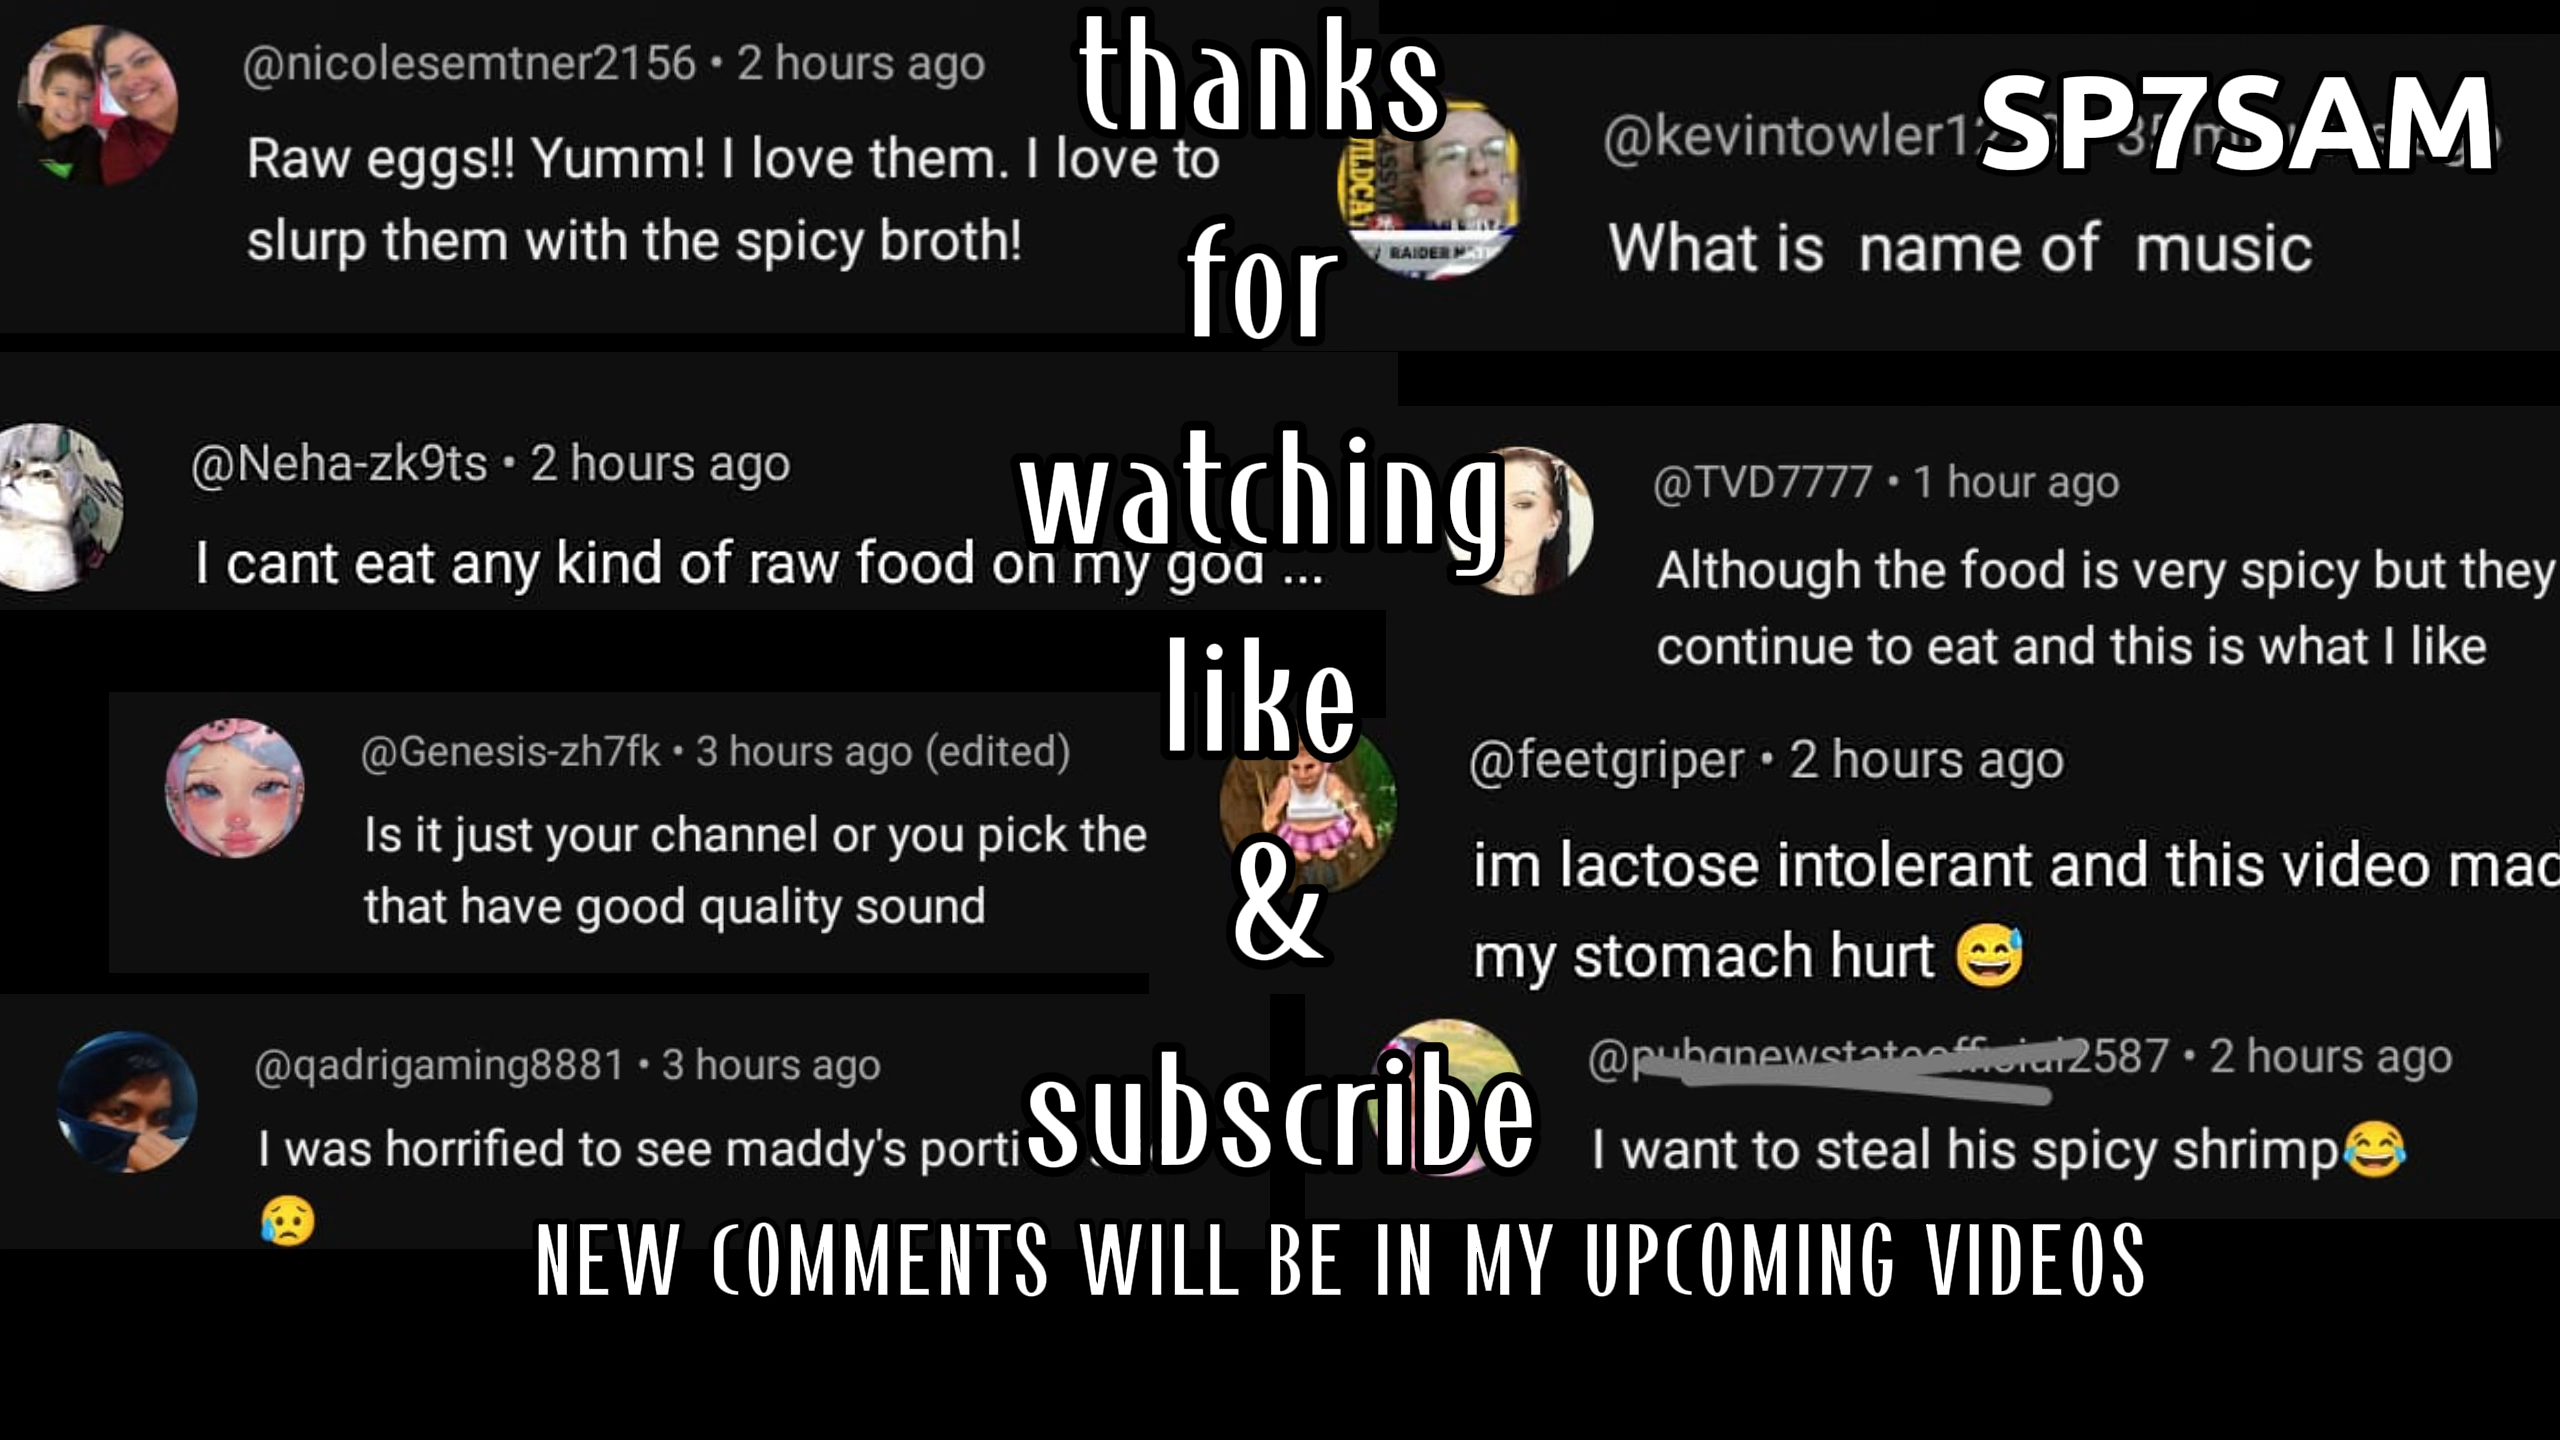 @nicolesemtner2156 • 2 hours ago
Raw eggs!! Yumm! I love them. I love to
slurp them with the spicy broth!
@Neha-zk9ts • 2 hours ago
I cant eat any kind of raw food oh my god ...
@Genesis-zh7fk • 3 hours ago (edited)
Is it just your channel or you pick the
that have good quality sound
@qadrigaming8881 • 3 hours ago
I was horrified to see maddy's porti
😥
thanks
for
watching
like
&
subscribe
SP7SAM
@kevintowler12
What is name of music
RAIDER
@TVD7777 • 1 hour ago
Although the food is very spicy but they
continue to eat and this is what I like
@feetgriper • 2 hours ago
im lactose intolerant and this video mad
my stomach hurt 😅
2587 • 2 hours ago
I want to steal his spicy shrimp😂
NEW COMMENTS WILL BE IN MY UPCOMING VIDEOS